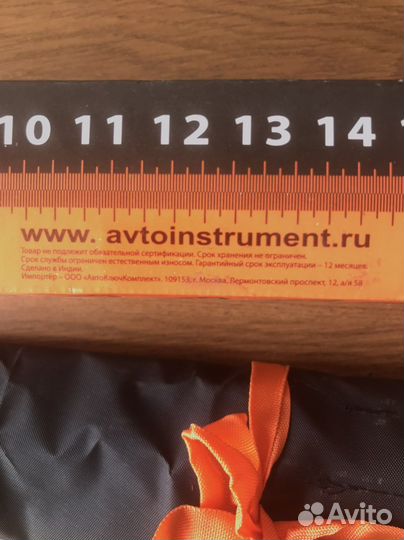 10 11 12 13 14
www. avtoinstrument.ru
Товар не подлежит обязательной сертификации. Срок хранения не ограничен.
Срок службы ограничен естественным износом. Гарантийный срок эксплуатации – 12 месяцев.
Сделано в Индии.
Импортёр – ООО «АвтоКлючКомплект», 109153, г. Москва, Лермонтовский проспект, 12, а/я 58
Avito